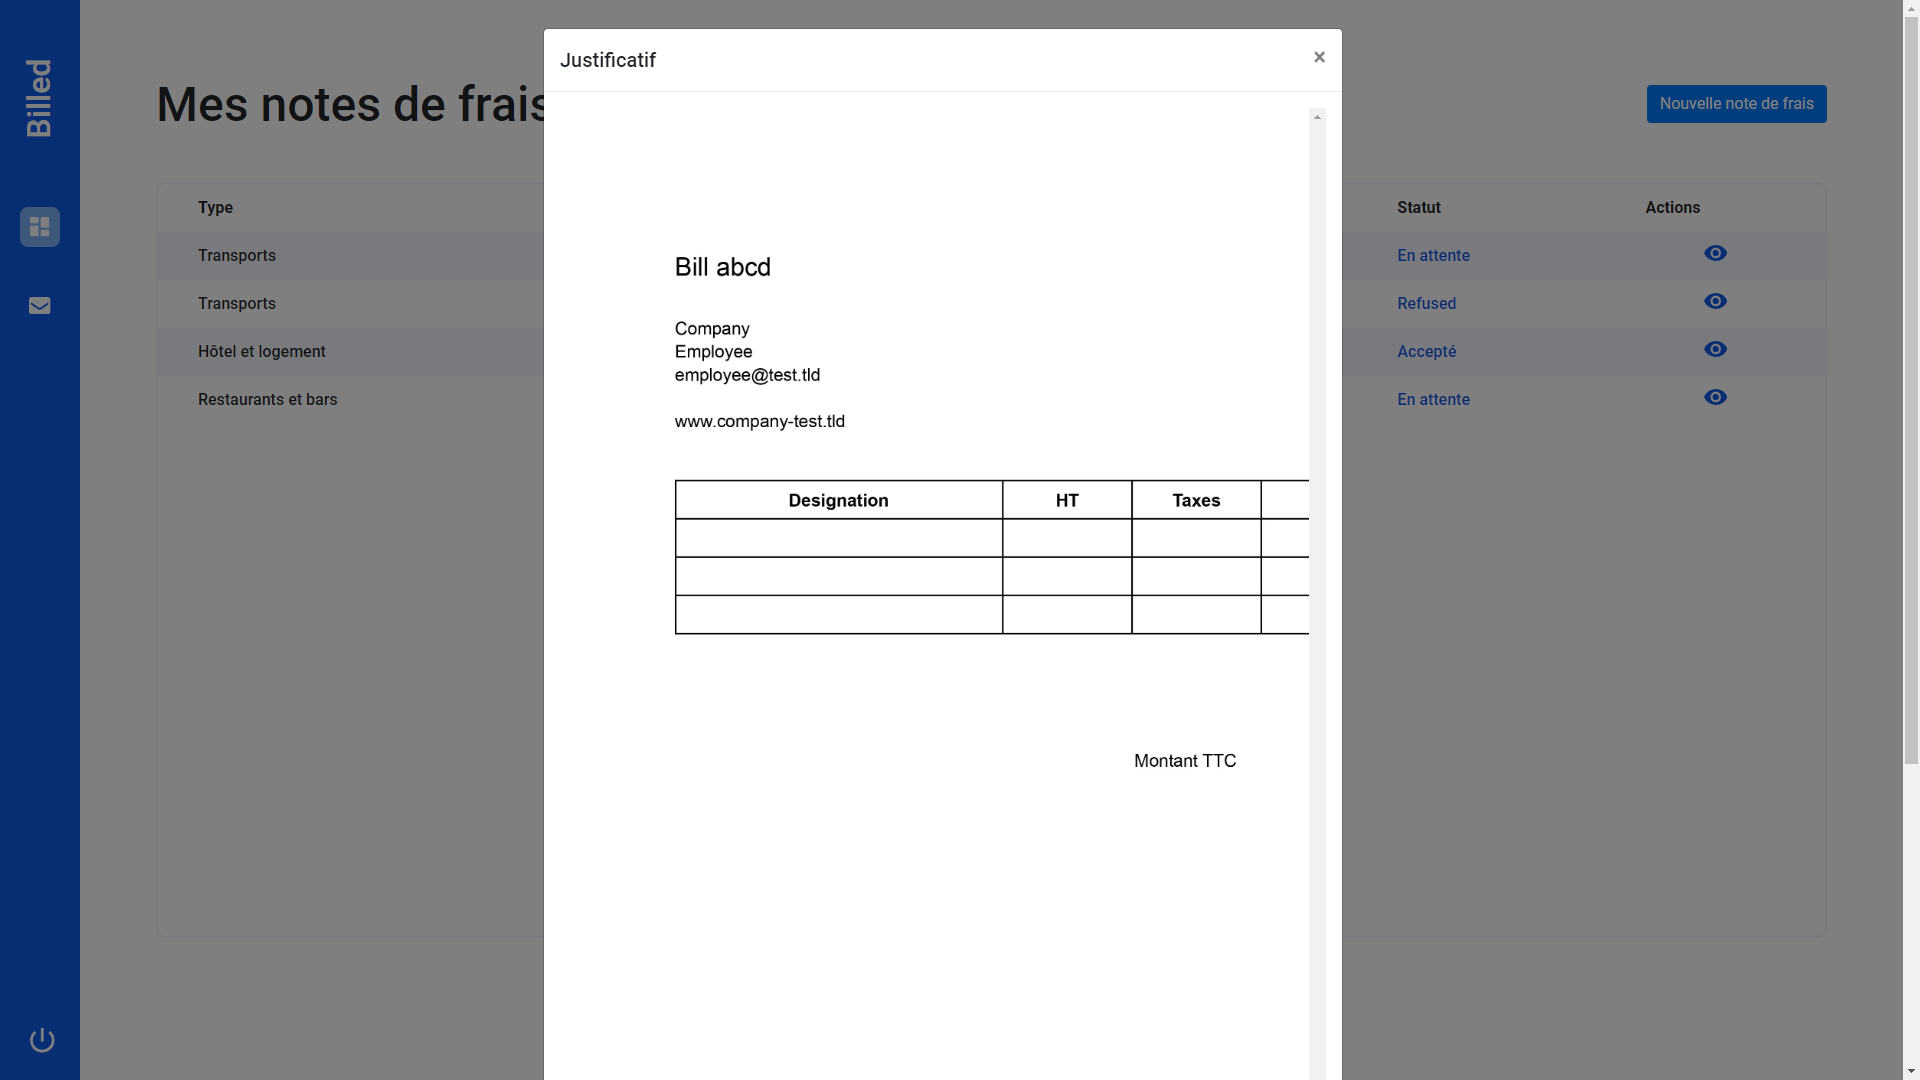 Billed
Mes notes de frais
Nouvelle note de frais
Justificatif
×
Type
Statut
Actions
Transports
En attente
Transports
Refused
Hôtel et logement
Accepté
Restaurants et bars
En attente
Bill abcd
Company
Employee
employee@test.tld
www.company-test.tld
Designation
HT
Taxes
Montant TTC